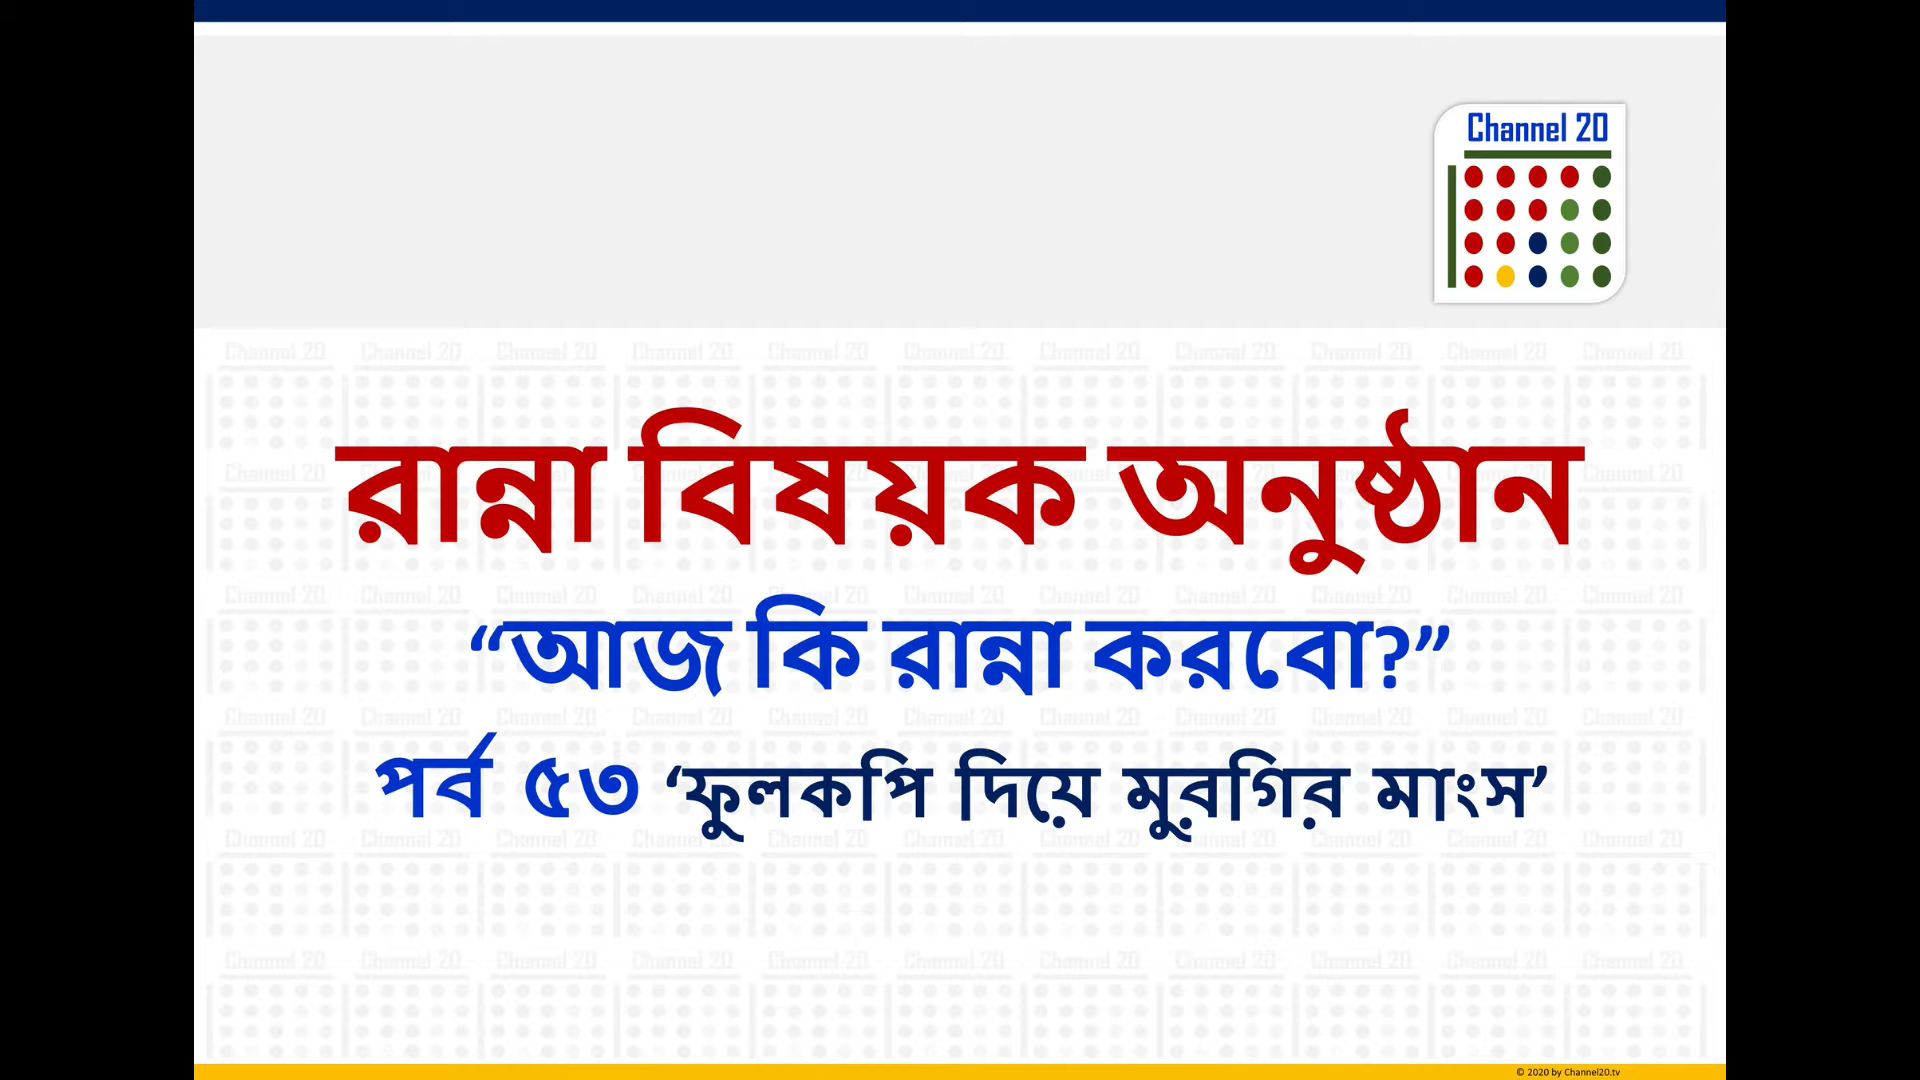 Channel 20
রান্না বিষয়ক অনুষ্ঠান
“আজ কি রান্না করবো?”
পর্ব ৫৩ ‘ফুলকপি দিয়ে মুরগির মাংস’
© 2020 by Channel20.tv